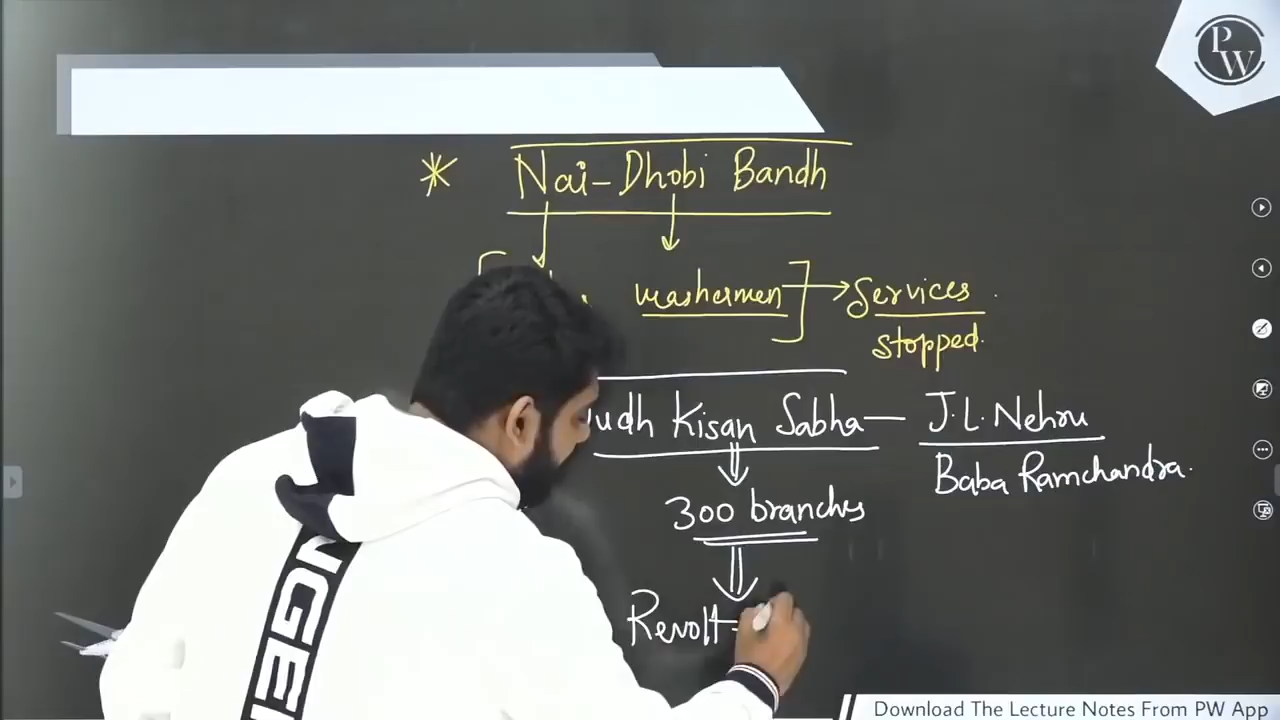 PW
* Nai-Dhobi Bandh
washermen → Services
stopped.
Kisan Sabha — J.L. Nehru
Baba Ramchandra.
300 branches
Revolt
NGE
Download The Lecture Notes From PW App